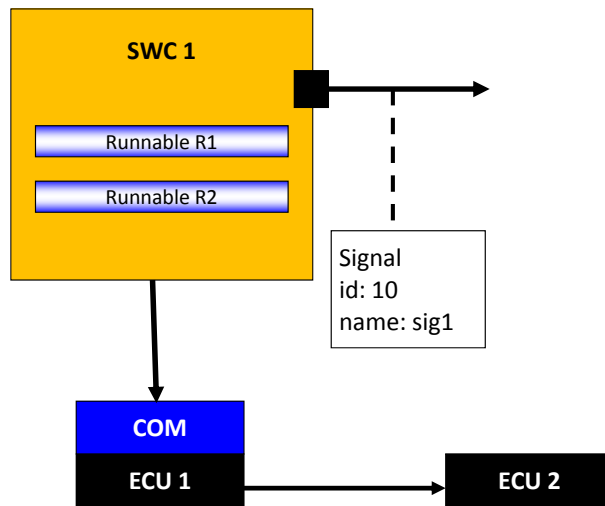 SWC 1
Runnable R1
Runnable R2
Signal
id: 10
name: sig1
COM
ECU 1
ECU 2